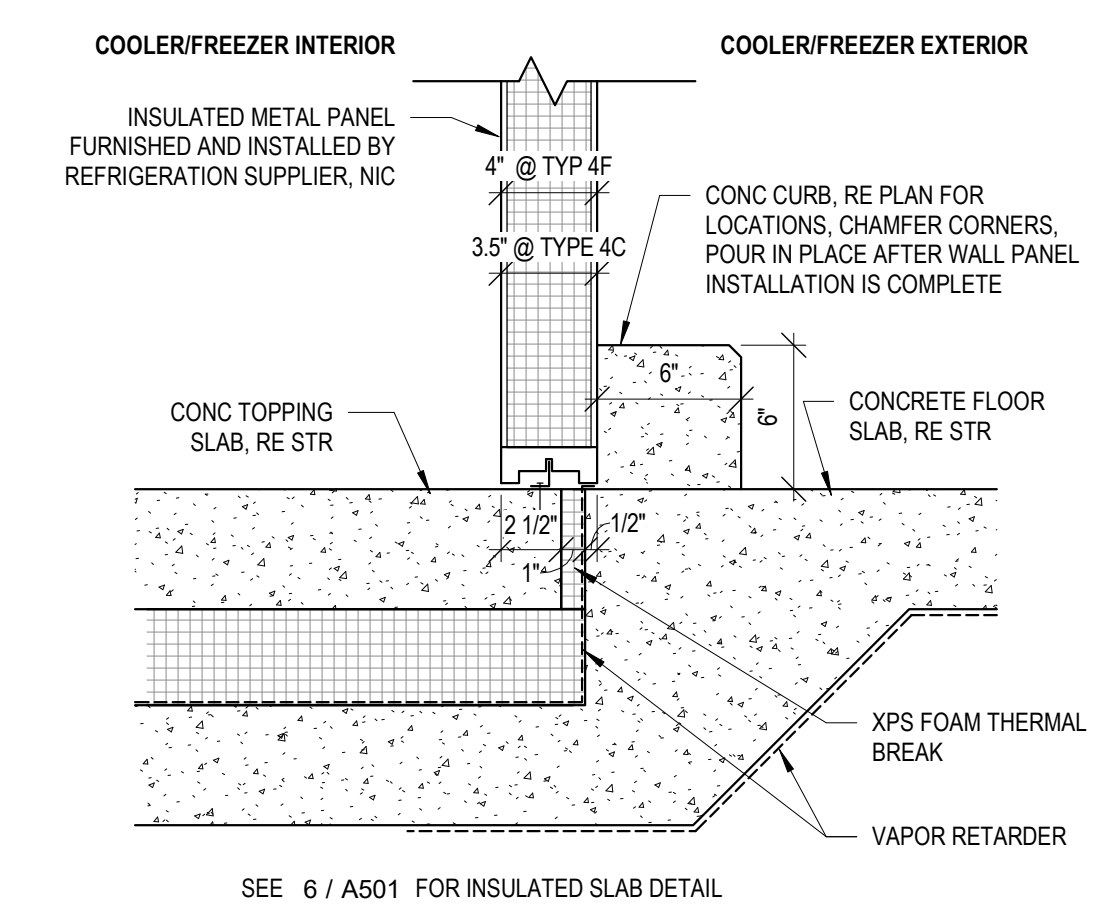 COOLER/FREEZER INTERIOR
COOLER/FREEZER EXTERIOR
INSULATED METAL PANEL
FURNISHED AND INSTALLED BY
REFRIGERATION SUPPLIER, NIC
4" @ TYP 4F
3.5" @ TYPE 4C
CONC CURB, RE PLAN FOR
LOCATIONS, CHAMFER CORNERS,
POUR IN PLACE AFTER WALL PANEL
INSTALLATION IS COMPLETE
6"
6"
CONC TOPPING
SLAB, RE STR
CONCRETE FLOOR
SLAB, RE STR
2 1/2"
1/2"
1"
XPS FOAM THERMAL
BREAK
VAPOR RETARDER
SEE 6 / A501 FOR INSULATED SLAB DETAIL